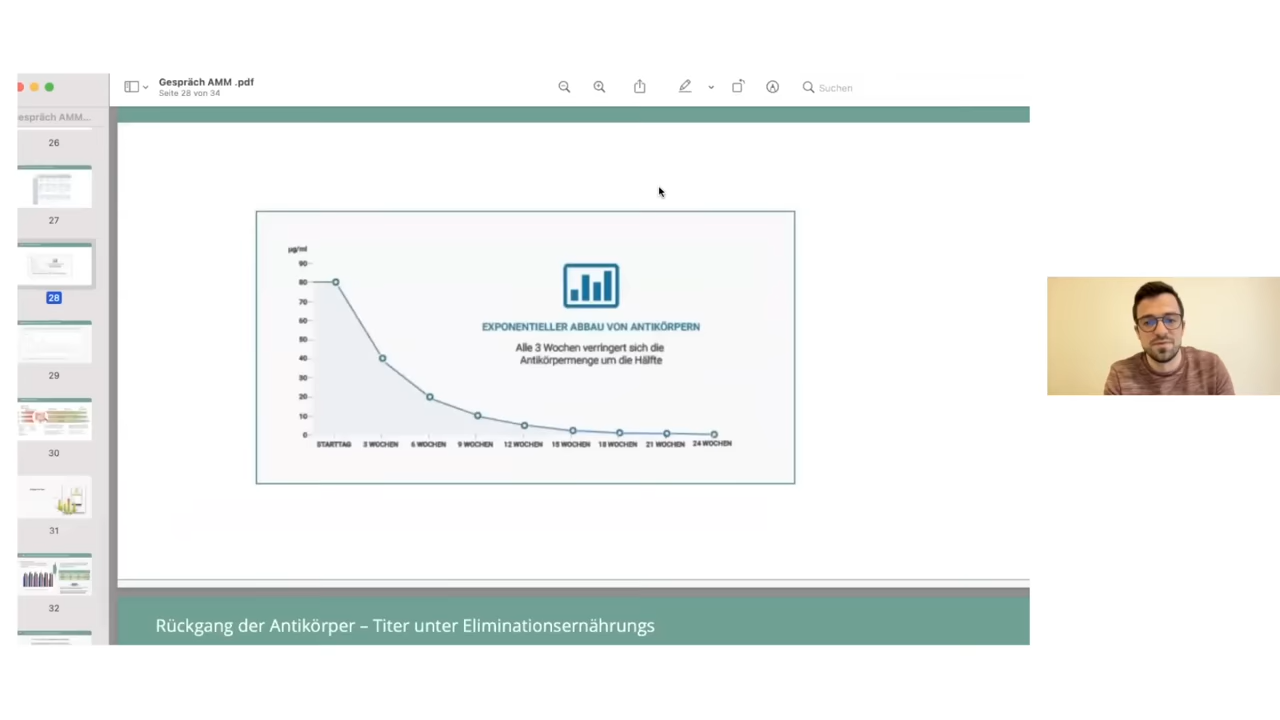 Gespräch AMM .pdf
Seite 28 von 34
Suchen
espräch AMM...
26
27
28
29
30
31
32
µg/ml
90
80
70
60
50
40
30
20
10
0
STARTTAG 3 WOCHEN 6 WOCHEN 9 WOCHEN 12 WOCHEN 15 WOCHEN 18 WOCHEN 21 WOCHEN 24 WOCHEN
EXPONENTIELLER ABBAU VON ANTIKÖRPERN
Alle 3 Wochen verringert sich die
Antikörpermenge um die Hälfte
Rückgang der Antikörper – Titer unter Eliminationsernährungs